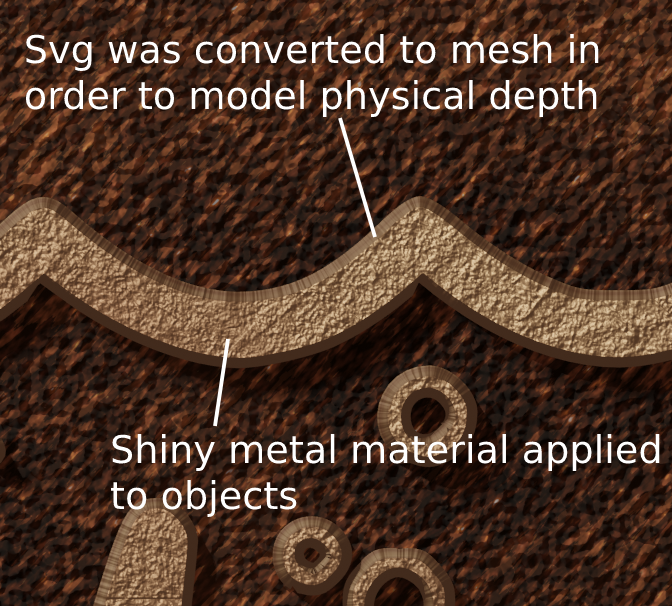 Svg was converted to mesh in
order to model physical depth
Shiny metal material applied
to objects